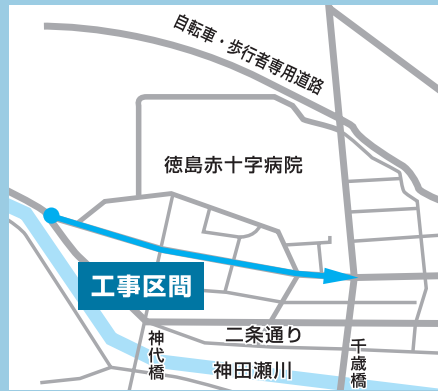 自転車・歩行者専用道路
徳島赤十字病院
工事区間
二条通り
神代橋
神田瀬川
千歳橋